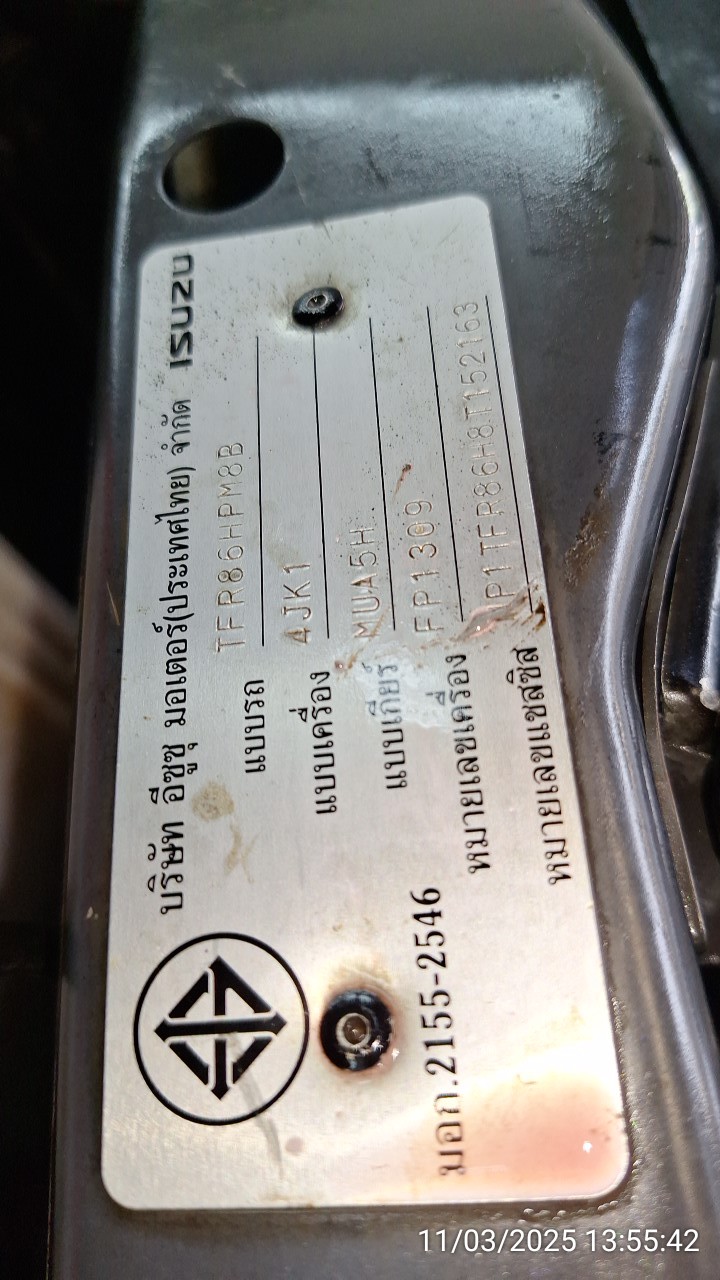 บริษัท อีซูซุ มอเตอร์(ประเทศไทย) จำกัด ISUZU
แบบรถ TFR86HPM8B
แบบเครื่อง 4JK1
แบบเกียร์ MUA5H
หมายเลขเครื่อง FP1309
หมายเลขแชสซิส P1TFR86H8T152163
มอก.2155-2546
11/03/2025 13:55:42